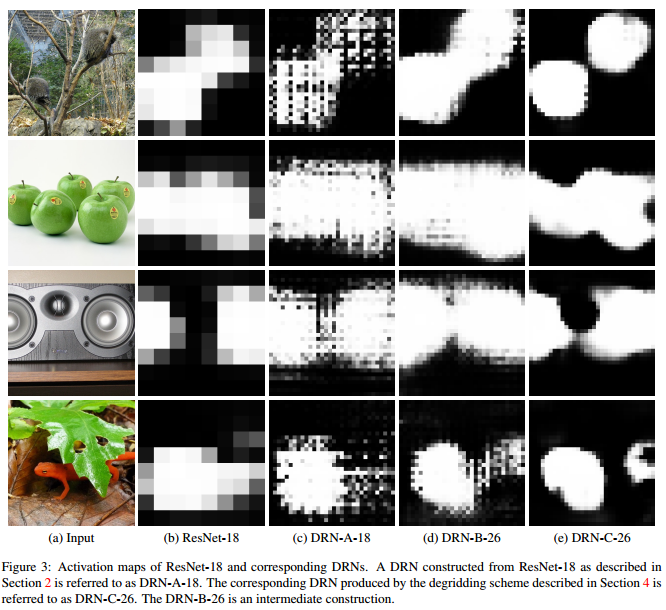 (a) Input (b) ResNet-18 (c) DRN-A-18 (d) DRN-B-26 (e) DRN-C-26
Figure 3: Activation maps of ResNet-18 and corresponding DRNs. A DRN constructed from ResNet-18 as described in
Section 2 is referred to as DRN-A-18. The corresponding DRN produced by the degridding scheme described in Section 4 is
referred to as DRN-C-26. The DRN-B-26 is an intermediate construction.